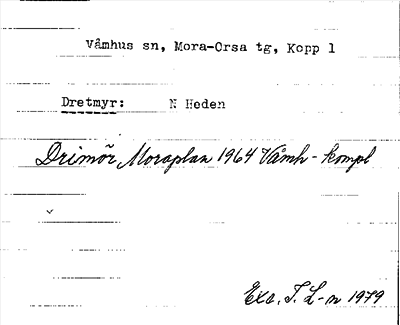 Våmhus sn, Mora-Orsa tg, Kopp 1
Dretmyr: N Heden
Drimör, Moraplan 1964 Våmh-kompl
Exc. T. L-n 1979